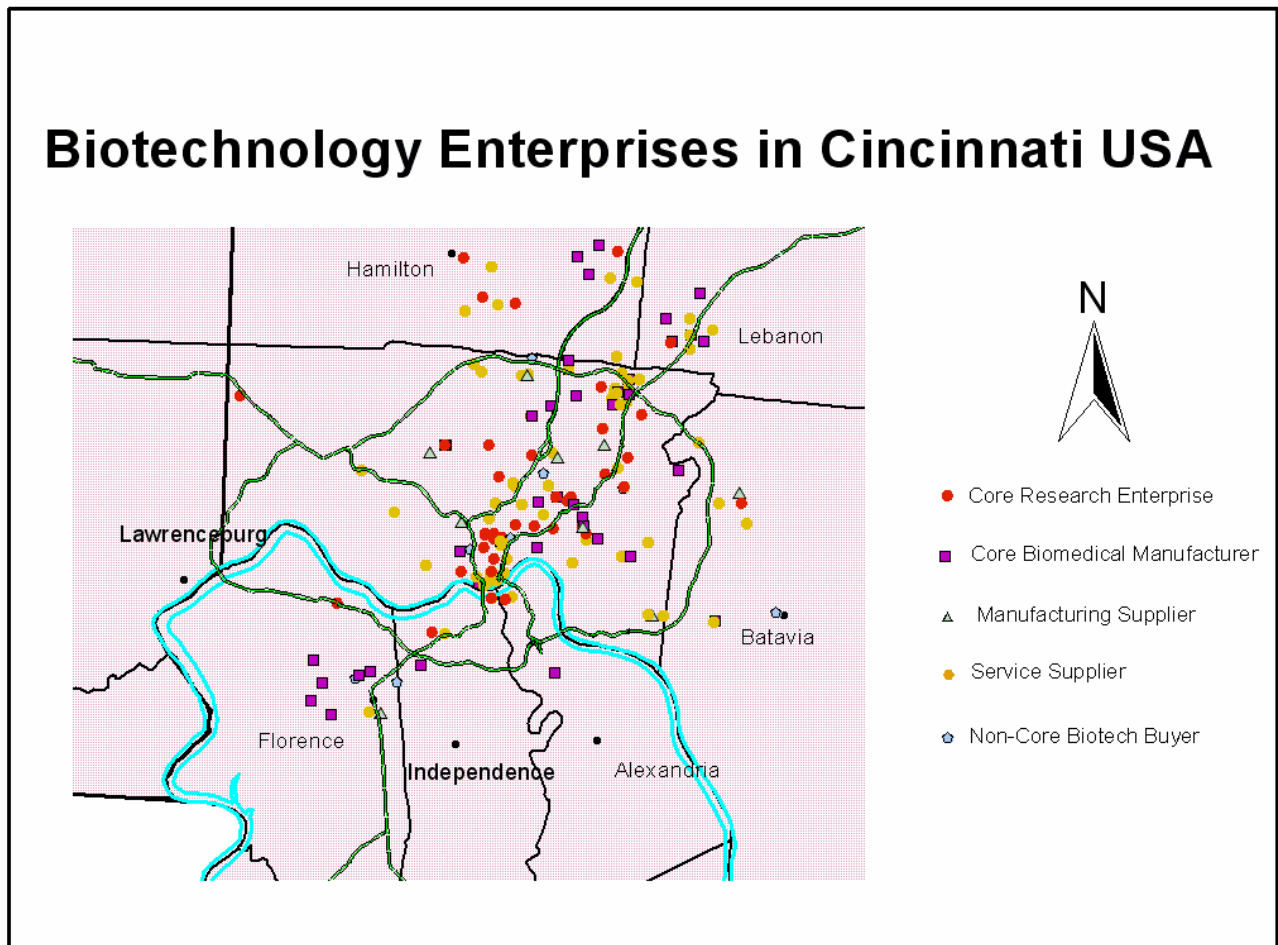 Biotechnology Enterprises in Cincinnati USA
Hamilton
Lebanon
Lawrenceburg
Batavia
Florence
Independence
Alexandria
N
Core Research Enterprise
Core Biomedical Manufacturer
Manufacturing Supplier
Service Supplier
Non-Core Biotech Buyer